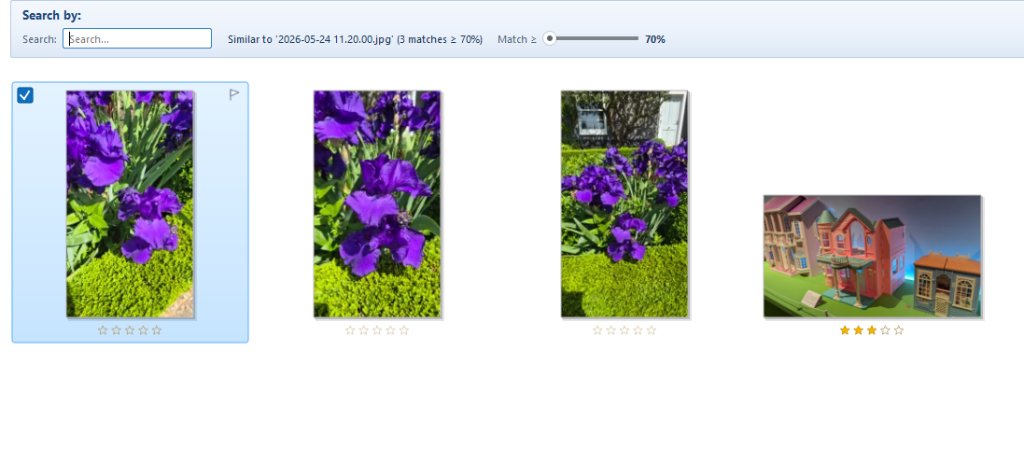 Search by:
Search: Search... Similar to '2026-05-24 11.20.00.jpg' (3 matches ≥ 70%) Match ≥ 70%